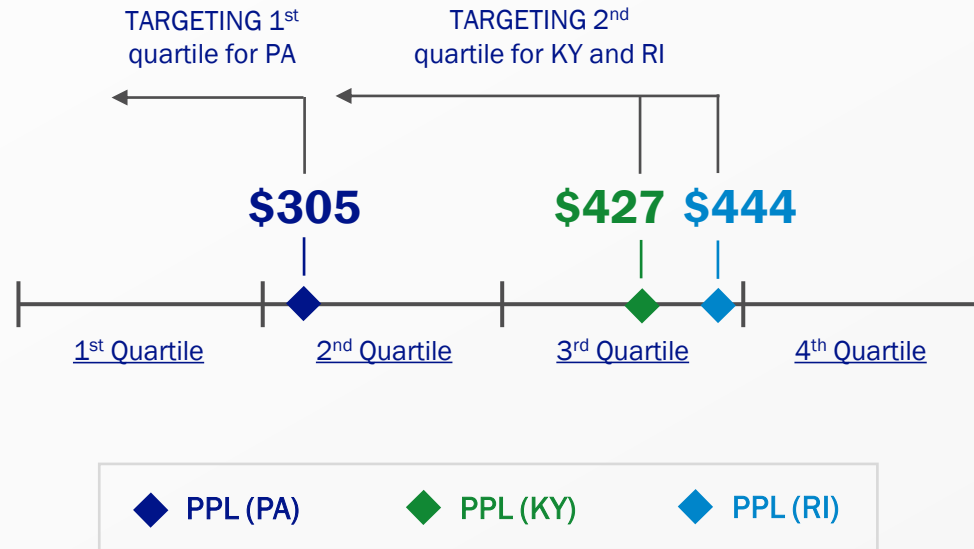 TARGETING 1st
quartile for PA
TARGETING 2nd
quartile for KY and RI
$305
$427
$444
1st Quartile
2nd Quartile
3rd Quartile
4th Quartile
PPL (PA)
PPL (KY)
PPL (RI)